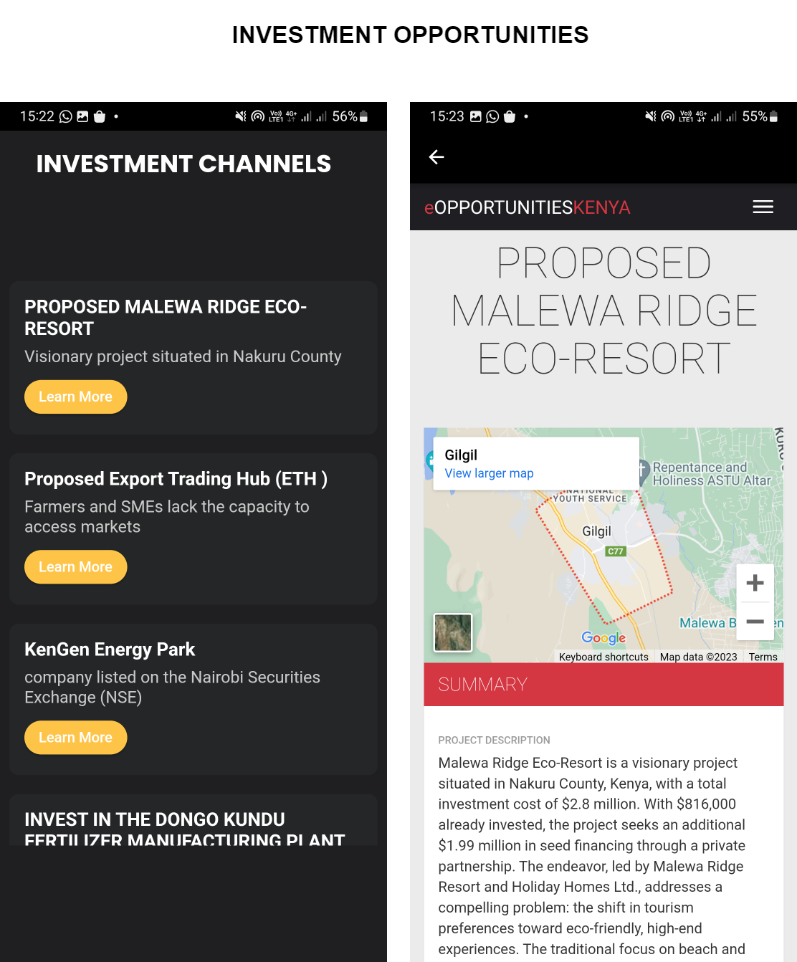 INVESTMENT OPPORTUNITIES
15:22
Vo)) 4G+
LTE1
56%
INVESTMENT CHANNELS
PROPOSED MALEWA RIDGE ECO-
RESORT
Visionary project situated in Nakuru County
Learn More
Proposed Export Trading Hub (ETH )
Farmers and SMEs lack the capacity to
access markets
Learn More
KenGen Energy Park
company listed on the Nairobi Securities
Exchange (NSE)
Learn More
INVEST IN THE DONGO KUNDU
FERTILIZER MANUFACTURING PLANT
15:23
Vo)) 4G+
LTE1
55%
eOPPORTUNITIESKENYA
PROPOSED
MALEWA RIDGE
ECO-RESORT
Gilgil
View larger map
Repentance and
Holiness ASTU Altar
NATIONAL
YOUTH SERVICE
Gilgil
C77
Malewa B
Google
Keyboard shortcuts Map data ©2023 Terms
SUMMARY
PROJECT DESCRIPTION
Malewa Ridge Eco-Resort is a visionary project
situated in Nakuru County, Kenya, with a total
investment cost of $2.8 million. With $816,000
already invested, the project seeks an additional
$1.99 million in seed financing through a private
partnership. The endeavor, led by Malewa Ridge
Resort and Holiday Homes Ltd., addresses a
compelling problem: the shift in tourism
preferences toward eco-friendly, high-end
experiences. The traditional focus on beach and